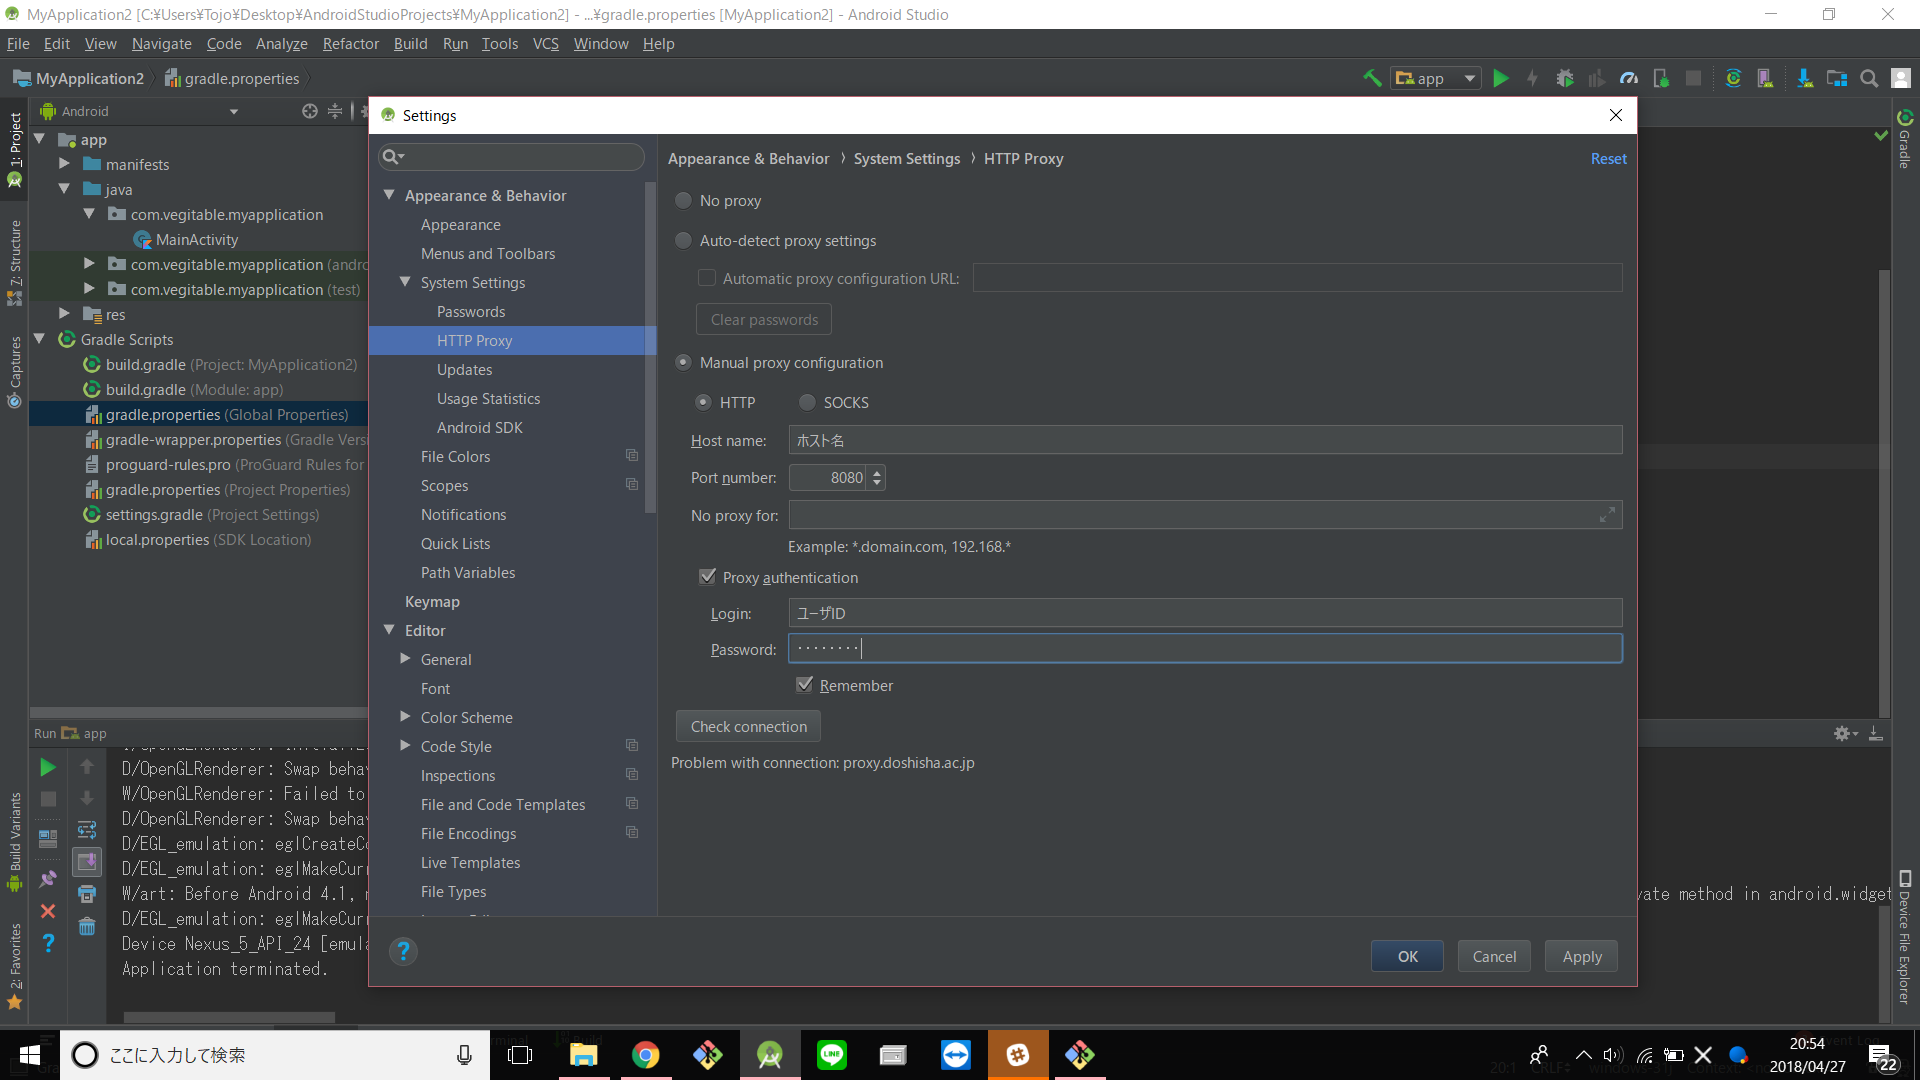 MyApplication2 [C:¥Users¥Tojo¥Desktop¥AndroidStudioProjects¥MyApplication2] - ...¥gradle.properties [MyApplication2] - Android Studio
File Edit View Navigate Code Analyze Refactor Build Run Tools VCS Window Help
MyApplication2 gradle.properties
app
Android
1: Project
7: Structure
Captures
Build Variants
2: Favorites
app
manifests
java
com.vegitable.myapplication
MainActivity
com.vegitable.myapplication (andro
com.vegitable.myapplication (test)
res
Gradle Scripts
build.gradle (Project: MyApplication2)
build.gradle (Module: app)
gradle.properties (Global Properties)
gradle-wrapper.properties (Gradle Versi
proguard-rules.pro (ProGuard Rules for
gradle.properties (Project Properties)
settings.gradle (Project Settings)
local.properties (SDK Location)
Settings
Appearance & Behavior
Appearance
Menus and Toolbars
System Settings
Passwords
HTTP Proxy
Updates
Usage Statistics
Android SDK
File Colors
Scopes
Notifications
Quick Lists
Path Variables
Keymap
Editor
General
Font
Color Scheme
Code Style
Inspections
File and Code Templates
File Encodings
Live Templates
File Types
Appearance & Behavior › System Settings › HTTP Proxy
Reset
No proxy
Auto-detect proxy settings
Automatic proxy configuration URL:
Clear passwords
Manual proxy configuration
HTTP SOCKS
Host name: ホスト名
Port number: 8080
No proxy for:
Example: *.domain.com, 192.168.*
Proxy authentication
Login: ユーザID
Password: ········
Remember
Check connection
Problem with connection: proxy.doshisha.ac.jp
?
OK Cancel Apply
Gradle
Device File Explorer
Run app
D/OpenGLRenderer: Swap beha
W/OpenGLRenderer: Failed to
D/OpenGLRenderer: Swap beha
D/EGL_emulation: eglCreateCo
D/EGL_emulation: eglMakeCurr
W/art: Before Android 4.1,
vate method in android.widget
D/EGL_emulation: eglMakeCurr
Device Nexus_5_API_24 [emula
Application terminated.
ここに入力して検索
LINE
20:54
2018/04/27
22